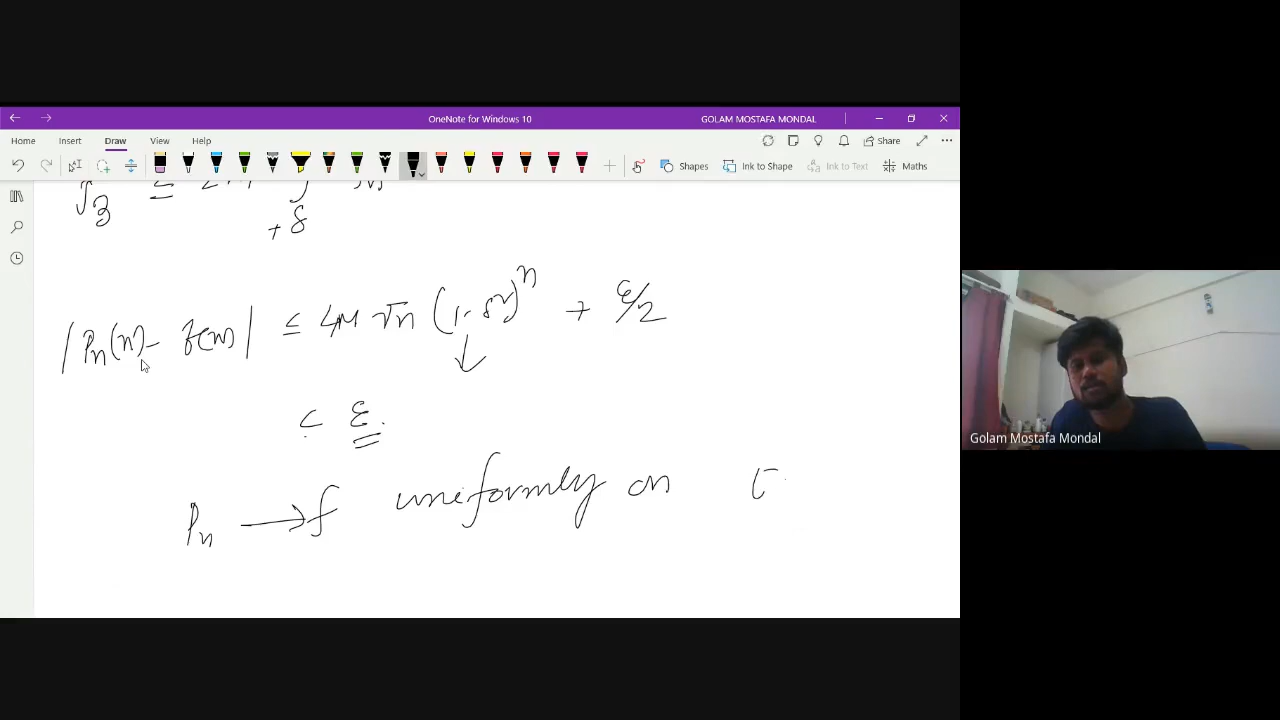 OneNote for Windows 10
GOLAM MOSTAFA MONDAL
Home Insert Draw View Help
Share
Shapes Ink to Shape Ink to Text Maths
+ δ
|Pn(x) - f(x)| ≤ 4M √n (1-δ²)^n + ε/2
< ε.
Pn → f uniformly on [
Golam Mostafa Mondal